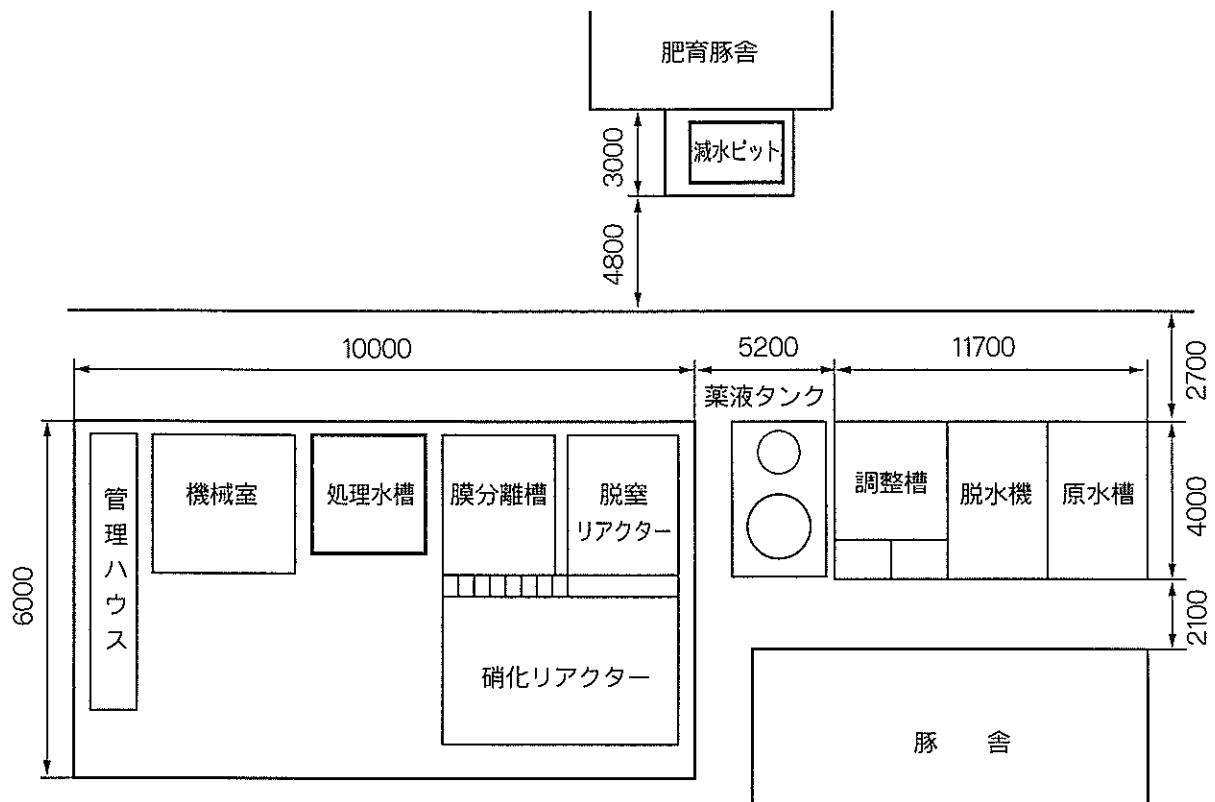 肥育豚舎
減水ピット
3000
4800
10000
5200
11700
2700
薬液タンク
管理ハウス
機械室
処理水槽
膜分離槽
脱窒
リアクター
調整槽
脱水機
原水槽
4000
6000
2100
硝化リアクター
豚 舎